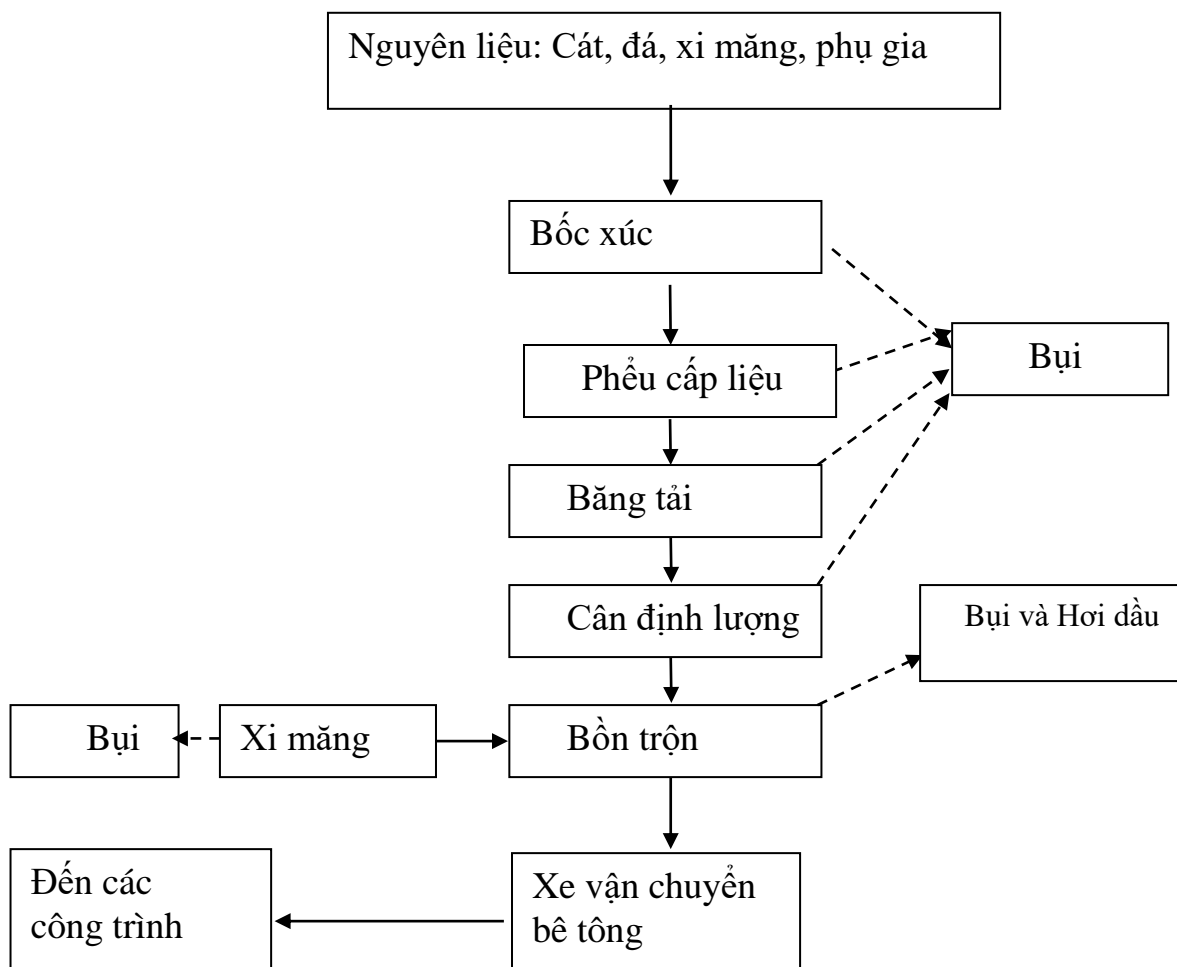 Nguyên liệu: Cát, đá, xi măng, phụ gia
Bốc xúc
Phểu cấp liệu
Bụi
Băng tải
Cân định lượng
Bụi và Hơi dầu
Bụi
Xi măng
Bồn trộn
Đến các
công trình
Xe vận chuyển
bê tông